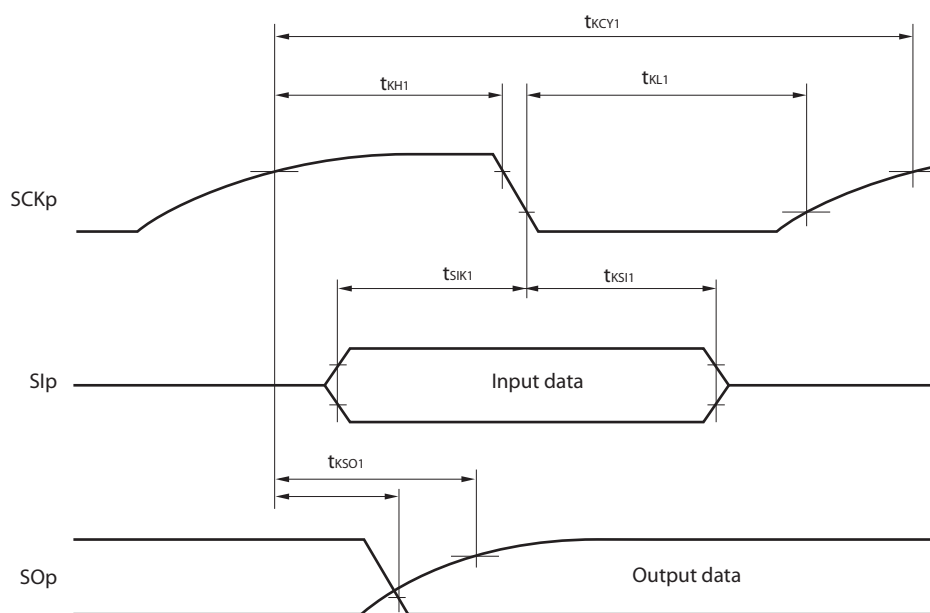 tKCY1
tKH1
tKL1
SCKp
tSIK1
tKSI1
SIp
Input data
tKSO1
SOp
Output data